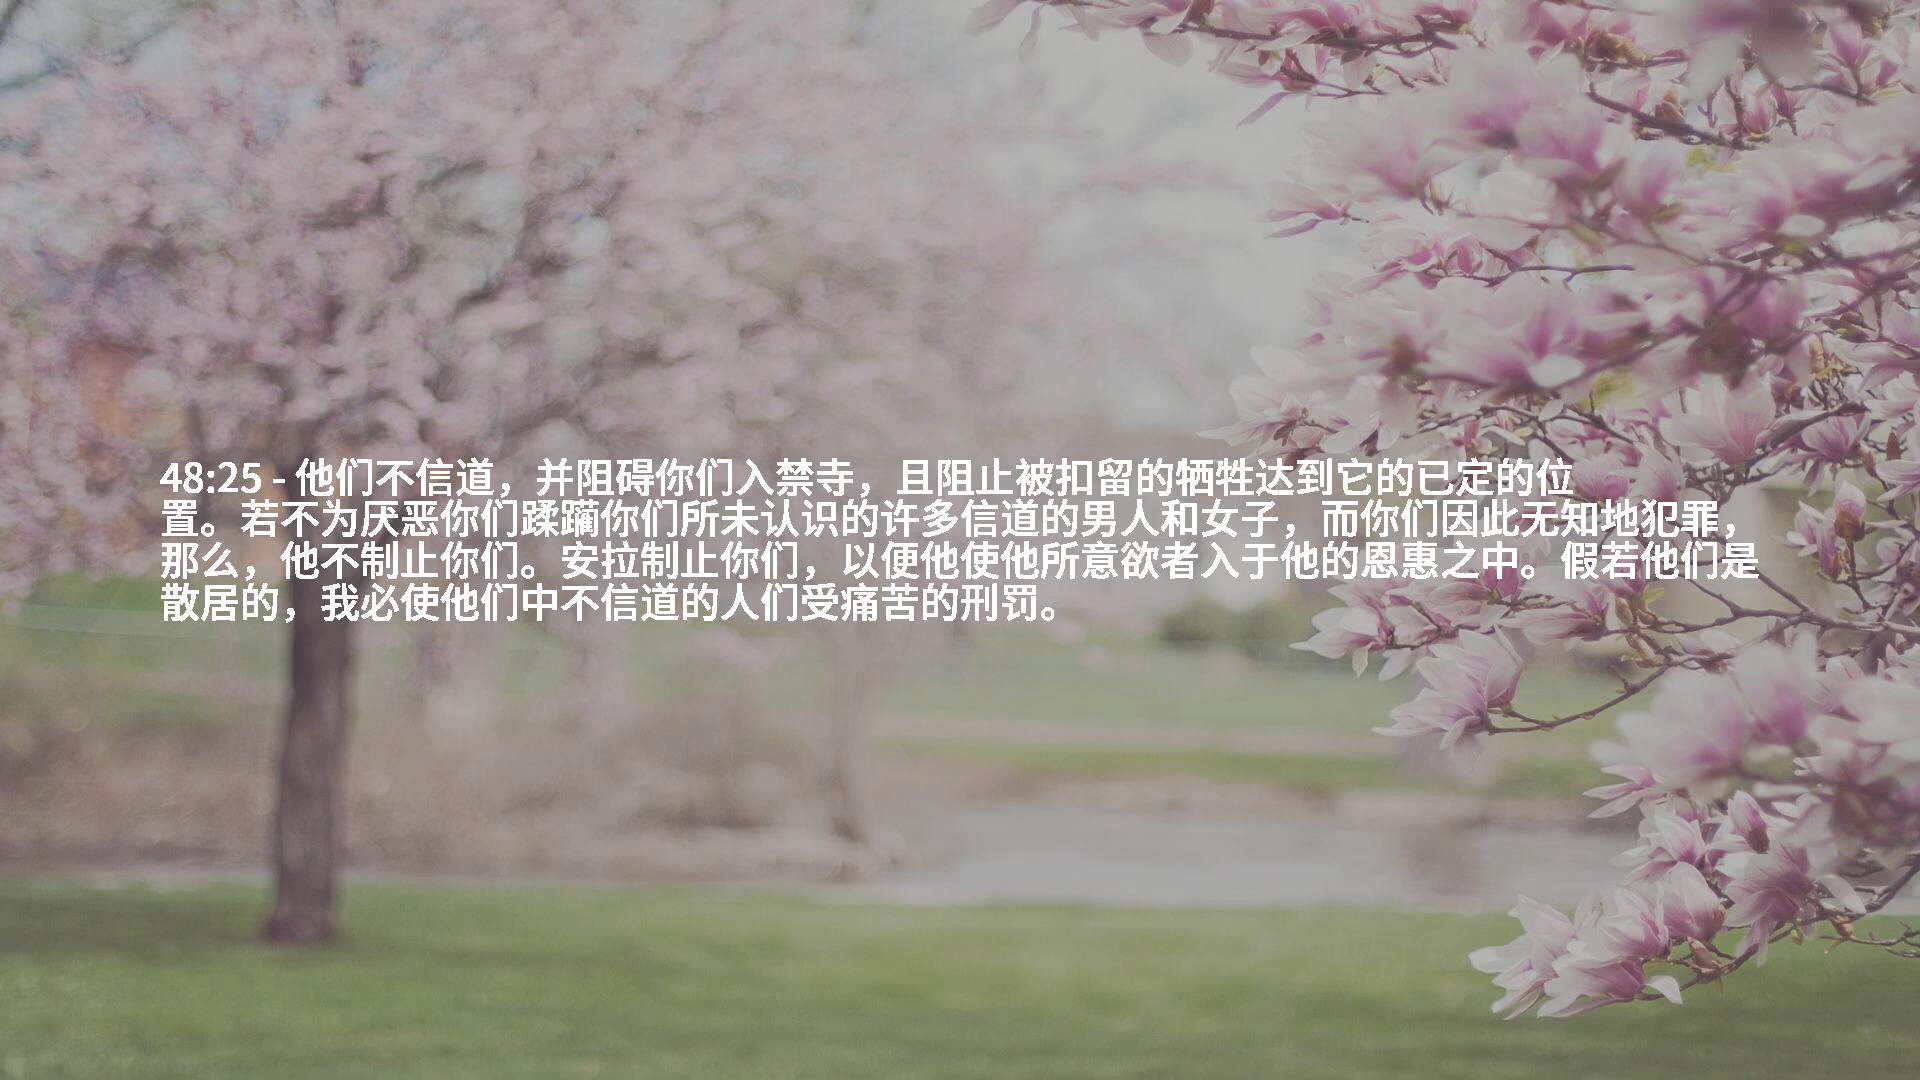 48:25 - 他们不信道，并阻碍你们入禁寺，且阻止被扣留的牺牲达到它的已定的位
置。若不为厌恶你们蹂躏你们所未认识的许多信道的男人和女子，而你们因此无知地犯罪，
那么，他不制止你们。安拉制止你们，以便他使他所意欲者入于他的恩惠之中。假若他们是
散居的，我必使他们中不信道的人们受痛苦的刑罚。